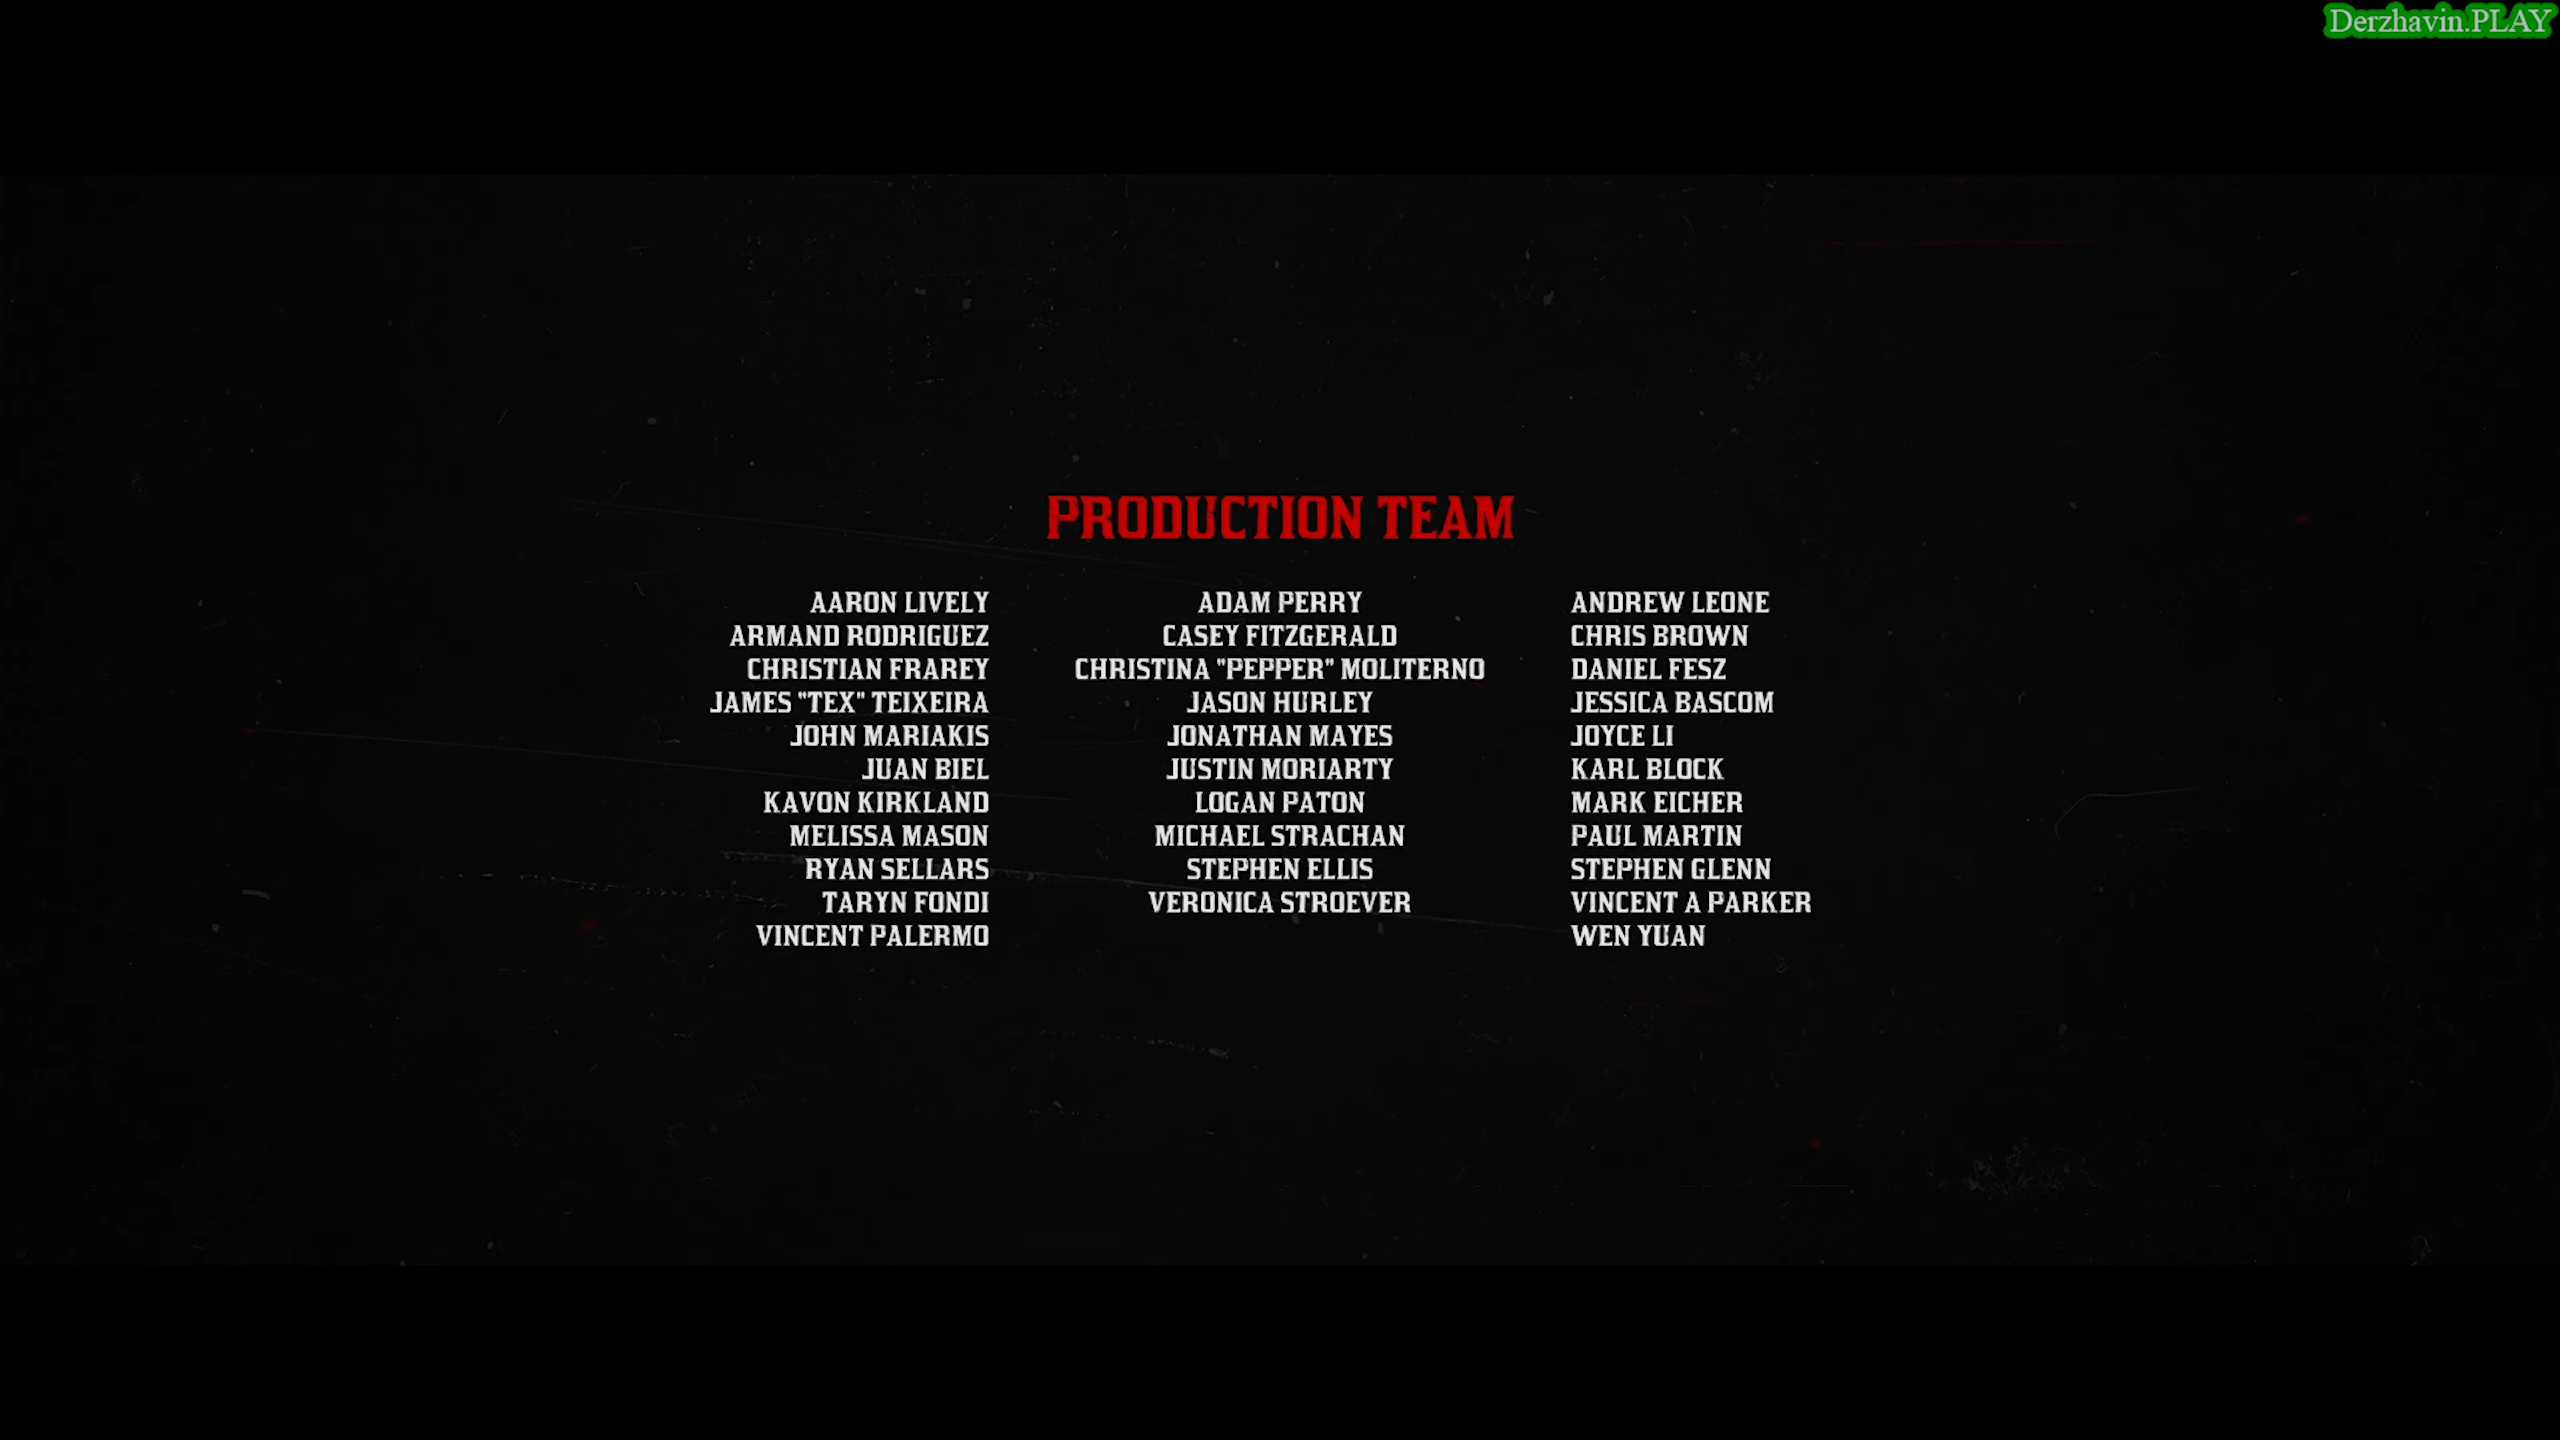 Derzhavin.PLAY
PRODUCTION TEAM
AARON LIVELY ADAM PERRY ANDREW LEONE
ARMAND RODRIGUEZ CASEY FITZGERALD CHRIS BROWN
CHRISTIAN FRAREY CHRISTINA "PEPPER" MOLITERNO DANIEL FESZ
JAMES "TEX" TEIXEIRA JASON HURLEY JESSICA BASCOM
JOHN MARIAKIS JONATHAN MAYES JOYCE LI
JUAN BIEL JUSTIN MORIARTY KARL BLOCK
KAVON KIRKLAND LOGAN PATON MARK EICHER
MELISSA MASON MICHAEL STRACHAN PAUL MARTIN
RYAN SELLARS STEPHEN ELLIS STEPHEN GLENN
TARYN FONDI VERONICA STROEVER VINCENT A PARKER
VINCENT PALERMO WEN YUAN